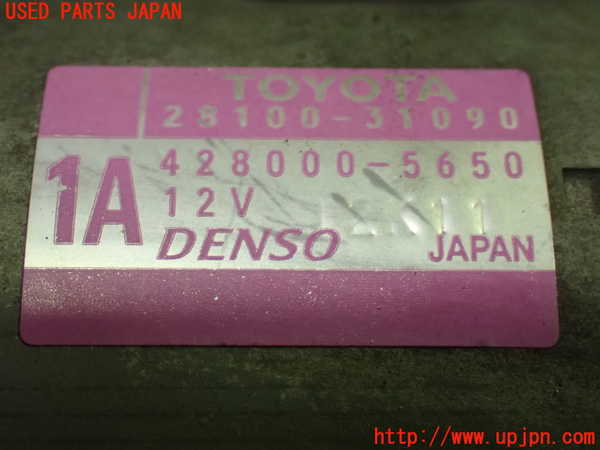 USED PARTS JAPAN
TOYOTA
28100-31090
1A
428000-5650
12V
DENSO
JAPAN
http://www.upjpn.com